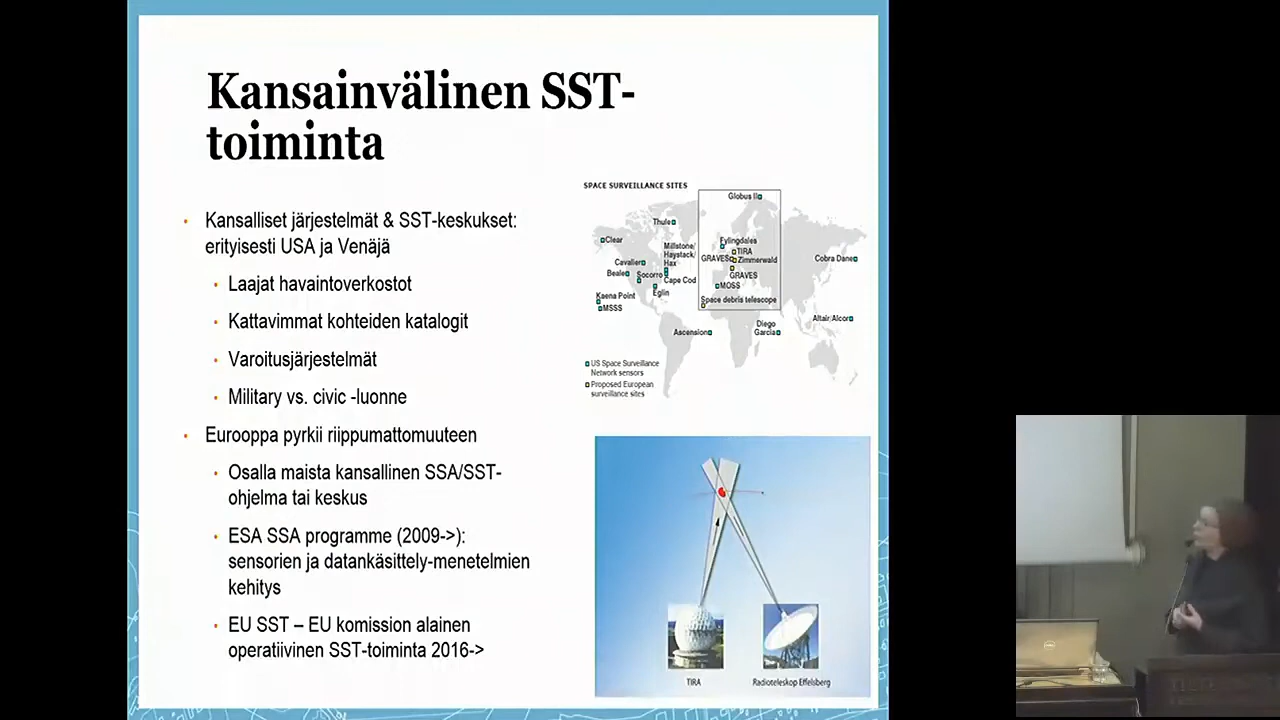 Kansainvälinen SST-
toiminta
Kansalliset järjestelmät & SST-keskukset:
erityisesti USA ja Venäjä
Laajat havaintoverkostot
Kattavimmat kohteiden katalogit
Varoitusjärjestelmät
Military vs. civic -luonne
Eurooppa pyrkii riippumattomuuteen
Osalla maista kansallinen SSA/SST-
ohjelma tai keskus
ESA SSA programme (2009->):
sensorien ja datankäsittely-menetelmien
kehitys
EU SST – EU komission alainen
operatiivinen SST-toiminta 2016->
SPACE SURVEILLANCE SITES
Globus II
Thule
Clear
Millstone/
Haystack/
Hax
Cavalier
Beale
Socorro
Cape Cod
Eglin
Kaena Point
MSSS
Fylingdales
TIRA
GRAVES
Zimmerwald
GRAVES
MOSS
Space debris telescope
Cobra Dane
Ascension
Diego
Garcia
Altair/Alcor
US Space Surveillance
Network sensors
Proposed European
surveillance sites
TIRA
Radioteleskop Effelsberg